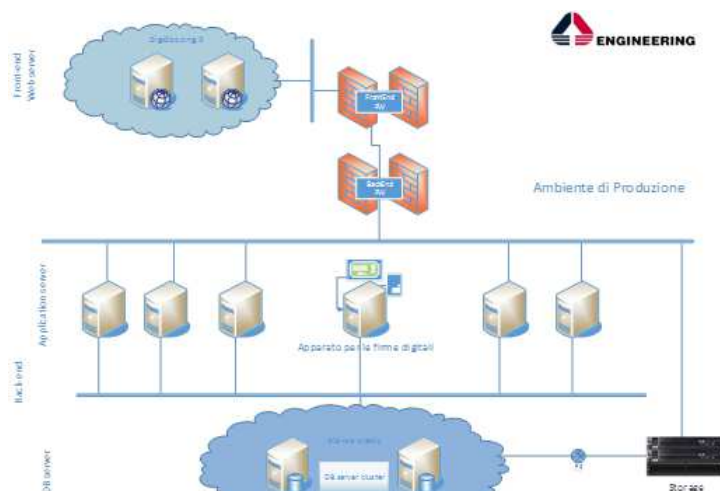 ENGINEERING
Front-end
Web server
FrontEnd
FW
BackEnd
FW
Ambiente di Produzione
Application server
Apparato per le firme digitali
Back-end
DB server
DB server cluster
Storage